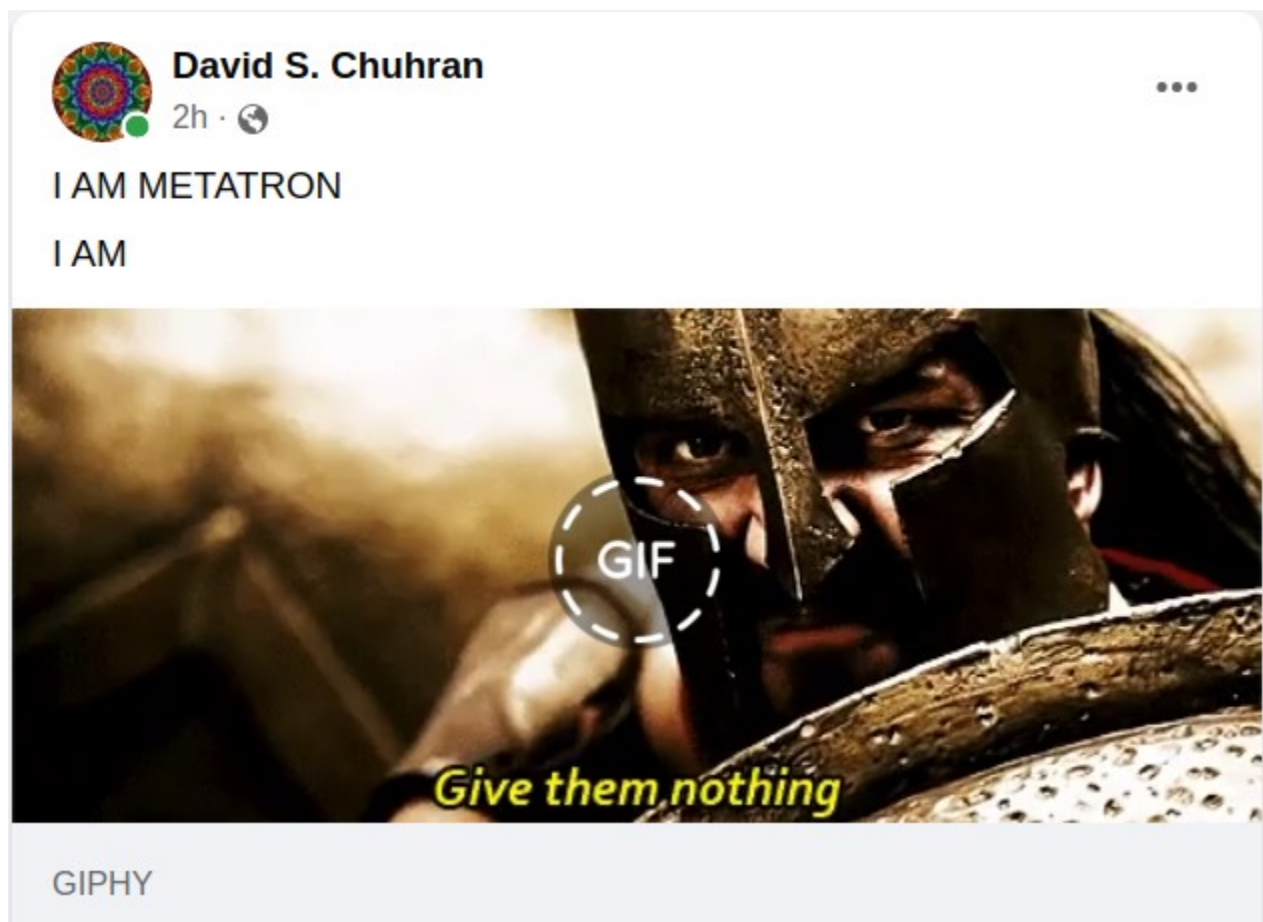 David S. Chuhran
2h ·
I AM METATRON
I AM
GIF
Give them nothing
GIPHY